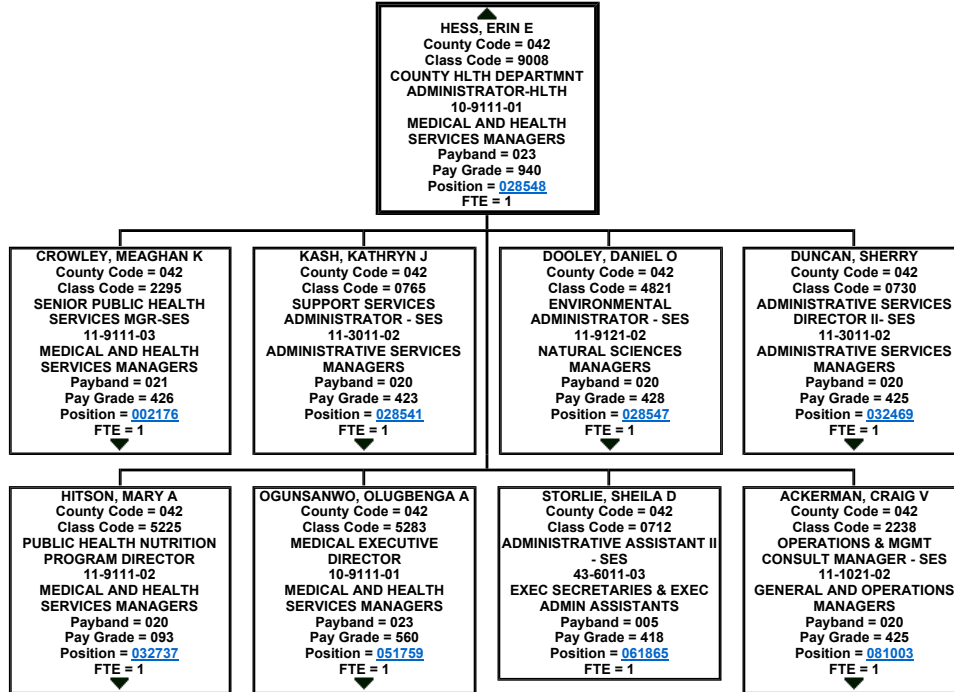 HESS, ERIN E
County Code = 042
Class Code = 9008
COUNTY HLTH DEPARTMNT
ADMINISTRATOR-HLTH
10-9111-01
MEDICAL AND HEALTH
SERVICES MANAGERS
Payband = 023
Pay Grade = 940
Position = 028548
FTE = 1
CROWLEY, MEAGHAN K
County Code = 042
Class Code = 2295
SENIOR PUBLIC HEALTH
SERVICES MGR-SES
11-9111-03
MEDICAL AND HEALTH
SERVICES MANAGERS
Payband = 021
Pay Grade = 426
Position = 002176
FTE = 1
KASH, KATHRYN J
County Code = 042
Class Code = 0765
SUPPORT SERVICES
ADMINISTRATOR - SES
11-3011-02
ADMINISTRATIVE SERVICES
MANAGERS
Payband = 020
Pay Grade = 423
Position = 028541
FTE = 1
DOOLEY, DANIEL O
County Code = 042
Class Code = 4821
ENVIRONMENTAL
ADMINISTRATOR - SES
11-9121-02
NATURAL SCIENCES
MANAGERS
Payband = 020
Pay Grade = 428
Position = 028547
FTE = 1
DUNCAN, SHERRY
County Code = 042
Class Code = 0730
ADMINISTRATIVE SERVICES
DIRECTOR II- SES
11-3011-02
ADMINISTRATIVE SERVICES
MANAGERS
Payband = 020
Pay Grade = 425
Position = 032469
FTE = 1
HITSON, MARY A
County Code = 042
Class Code = 5225
PUBLIC HEALTH NUTRITION
PROGRAM DIRECTOR
11-9111-02
MEDICAL AND HEALTH
SERVICES MANAGERS
Payband = 020
Pay Grade = 093
Position = 032737
FTE = 1
OGUNSANWO, OLUGBENGA A
County Code = 042
Class Code = 5283
MEDICAL EXECUTIVE
DIRECTOR
10-9111-01
MEDICAL AND HEALTH
SERVICES MANAGERS
Payband = 023
Pay Grade = 560
Position = 051759
FTE = 1
STORLIE, SHEILA D
County Code = 042
Class Code = 0712
ADMINISTRATIVE ASSISTANT II
- SES
43-6011-03
EXEC SECRETARIES & EXEC
ADMIN ASSISTANTS
Payband = 005
Pay Grade = 418
Position = 061865
FTE = 1
ACKERMAN, CRAIG V
County Code = 042
Class Code = 2238
OPERATIONS & MGMT
CONSULT MANAGER - SES
11-1021-02
GENERAL AND OPERATIONS
MANAGERS
Payband = 020
Pay Grade = 425
Position = 081003
FTE = 1